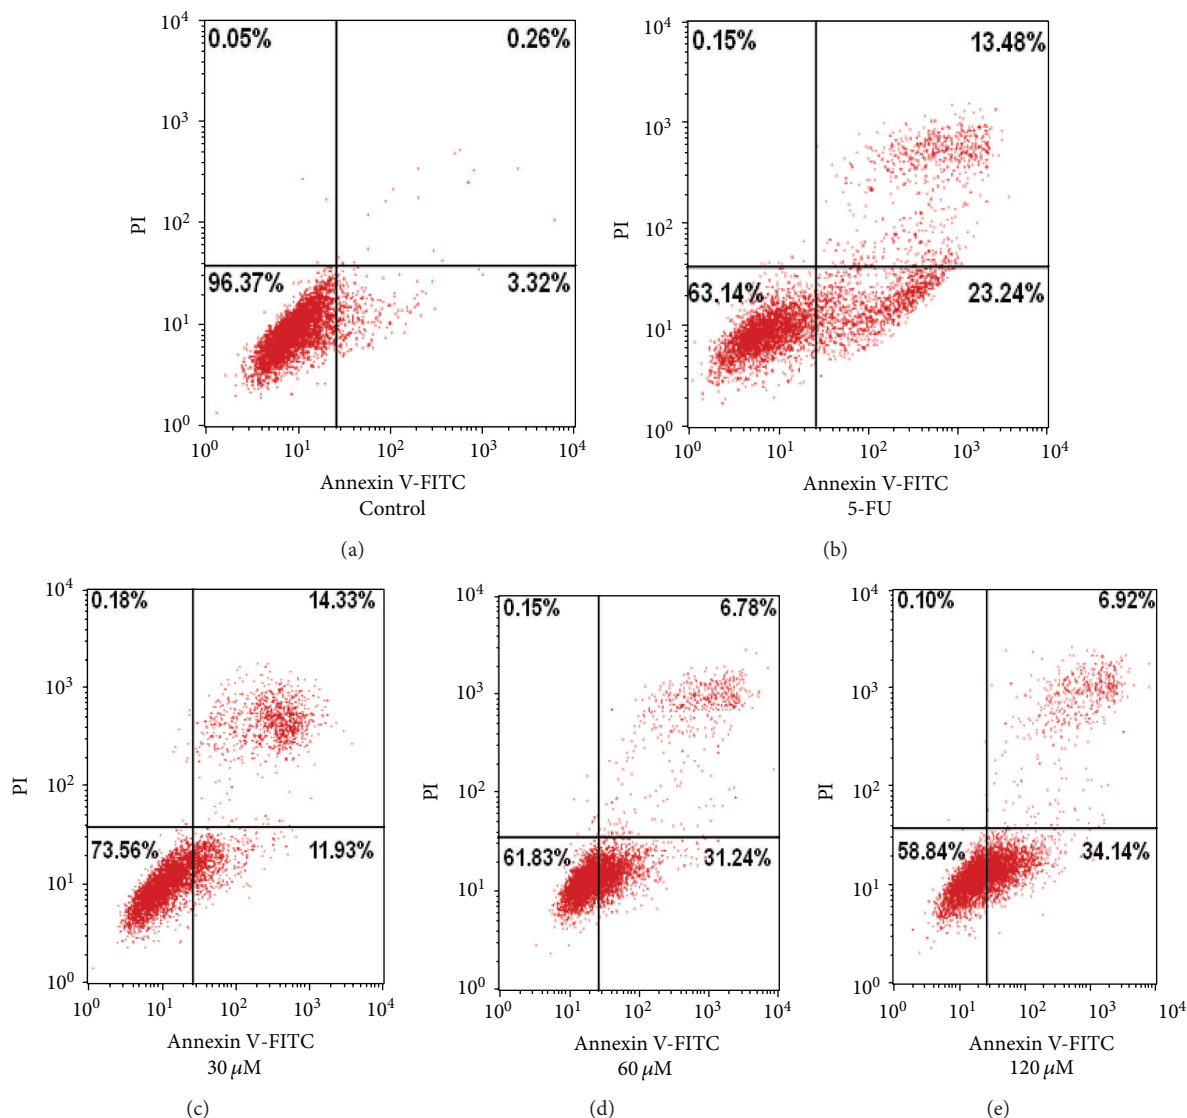 10⁴
0.05% 0.26%
10³
PI
10²
96.37% 3.32%
10¹
10⁰
10⁰ 10¹ 10² 10³ 10⁴
Annexin V-FITC
Control
(a)
10⁴
0.15% 13.48%
10³
PI
10²
63.14% 23.24%
10¹
10⁰
10⁰ 10¹ 10² 10³ 10⁴
Annexin V-FITC
5-FU
(b)
10⁴
0.18% 14.33%
10³
PI
10²
73.56% 11.93%
10¹
10⁰
10⁰ 10¹ 10² 10³ 10⁴
Annexin V-FITC
30 μM
(c)
10⁴
0.15% 6.78%
10³
PI
10²
61.83% 31.24%
10¹
10⁰
10⁰ 10¹ 10² 10³ 10⁴
Annexin V-FITC
60 μM
(d)
10⁴
0.10% 6.92%
10³
PI
10²
58.84% 34.14%
10¹
10⁰
10⁰ 10¹ 10² 10³ 10⁴
Annexin V-FITC
120 μM
(e)